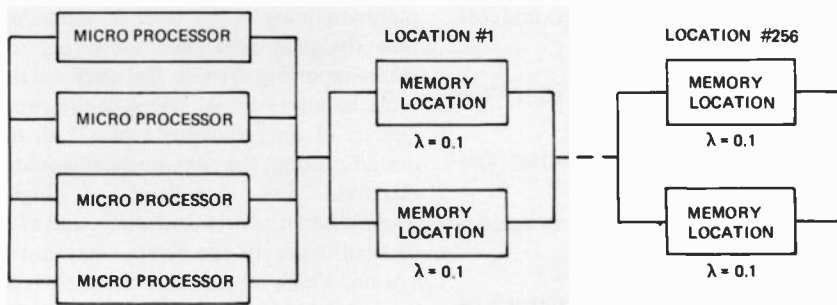 MICRO PROCESSOR
MICRO PROCESSOR
MICRO PROCESSOR
MICRO PROCESSOR
LOCATION #1
MEMORY
LOCATION
λ = 0.1
MEMORY
LOCATION
λ = 0.1
LOCATION #256
MEMORY
LOCATION
λ = 0.1
MEMORY
LOCATION
λ = 0.1